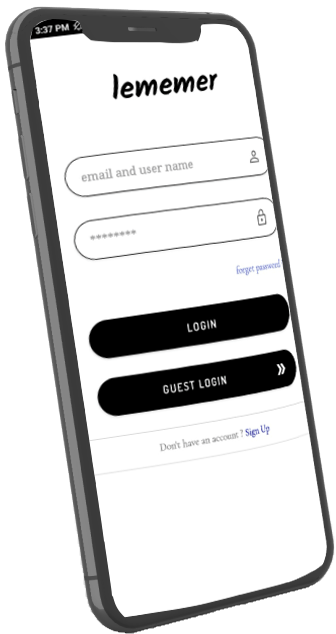 3:37 PM
lememer
email and user name
********
forget password
LOGIN
GUEST LOGIN »
Don't have an account ? Sign Up